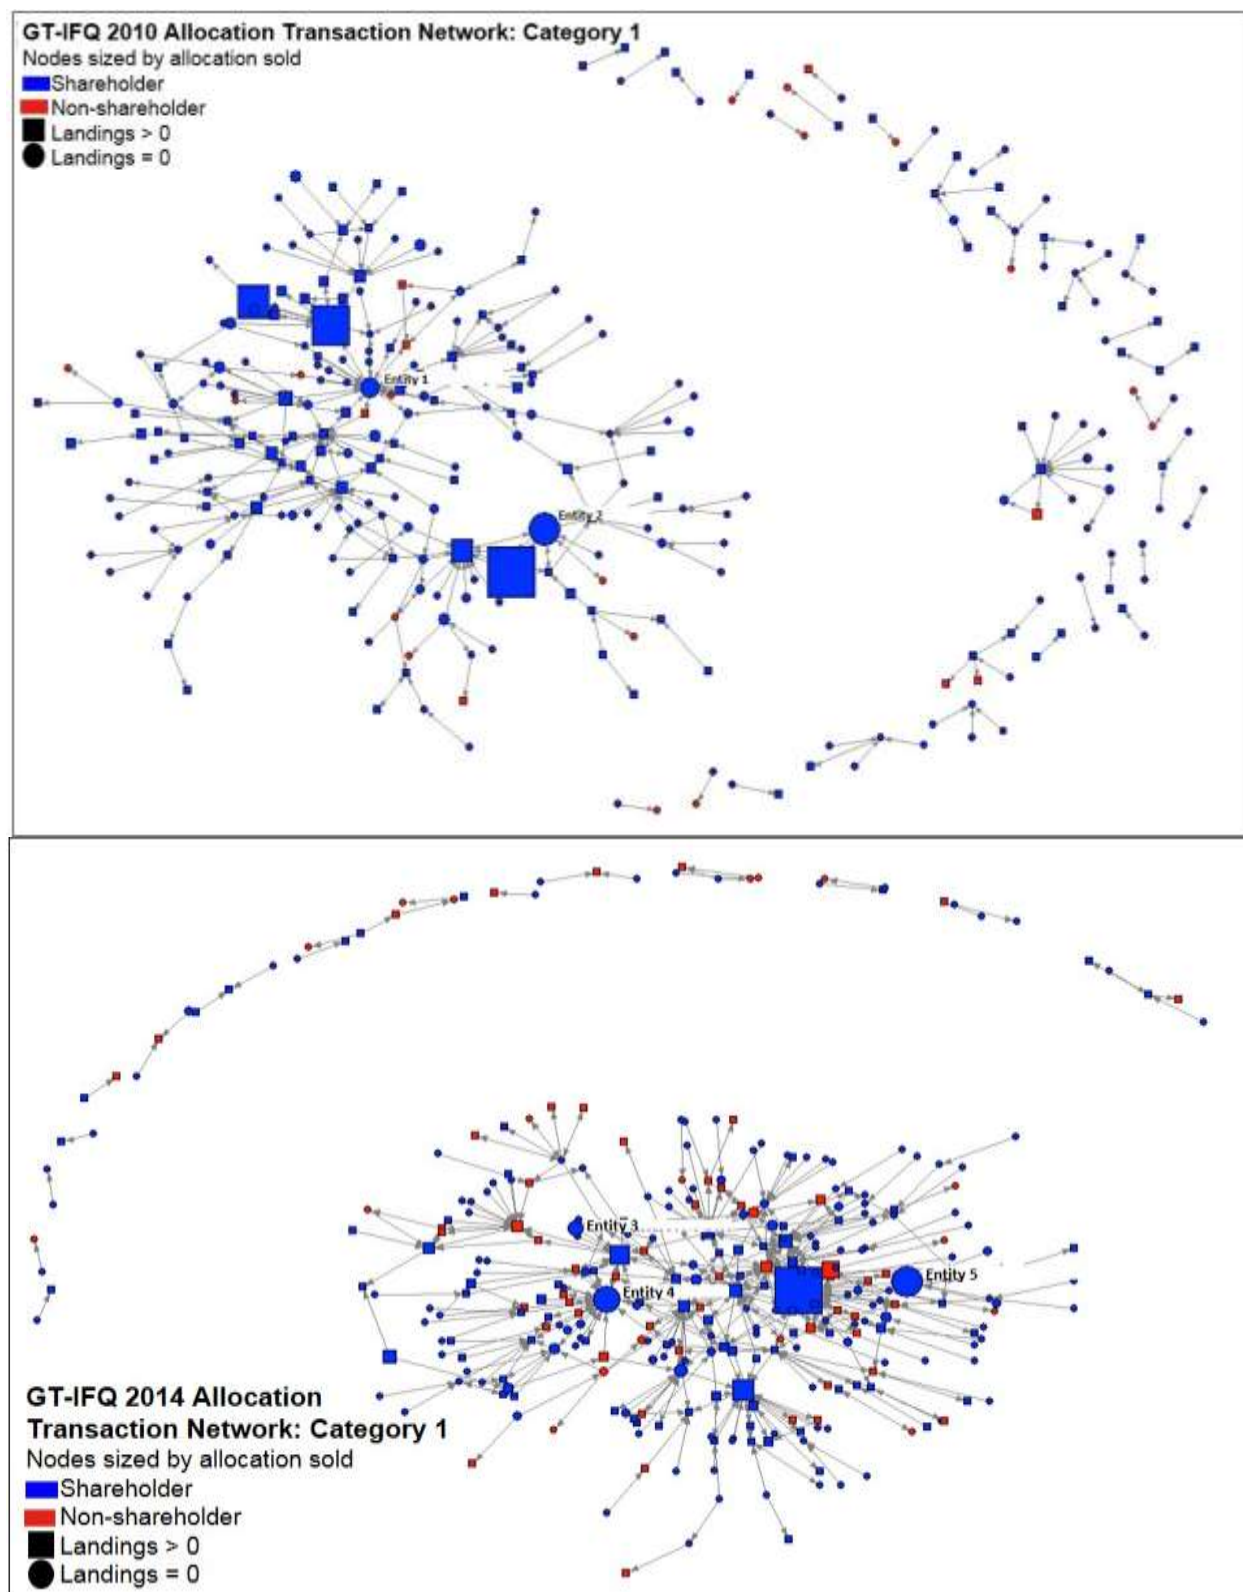 GT-IFQ 2010 Allocation Transaction Network: Category 1
Nodes sized by allocation sold
Shareholder
Non-shareholder
Landings > 0
Landings = 0
Entity 1
Entity 2
Entity 3
Entity 4
Entity 5
GT-IFQ 2014 Allocation
Transaction Network: Category 1
Nodes sized by allocation sold
Shareholder
Non-shareholder
Landings > 0
Landings = 0